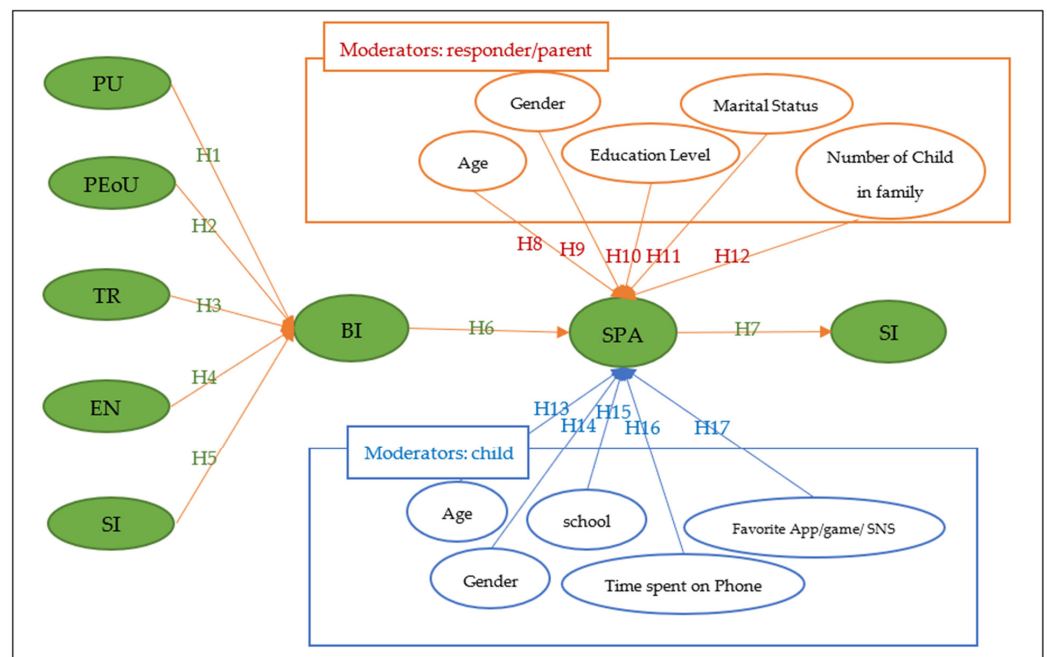 Moderators: responder/parent
PU
Gender
Marital Status
Age
Education Level
Number of Child
in family
H1
PEoU
H2
H8
H9
H10
H11
H12
TR
H3
BI
H6
SPA
H7
SI
H4
EN
H5
H13
H14
H15
H16
H17
Moderators: child
SI
Age
school
Favorite App/game/ SNS
Gender
Time spent on Phone